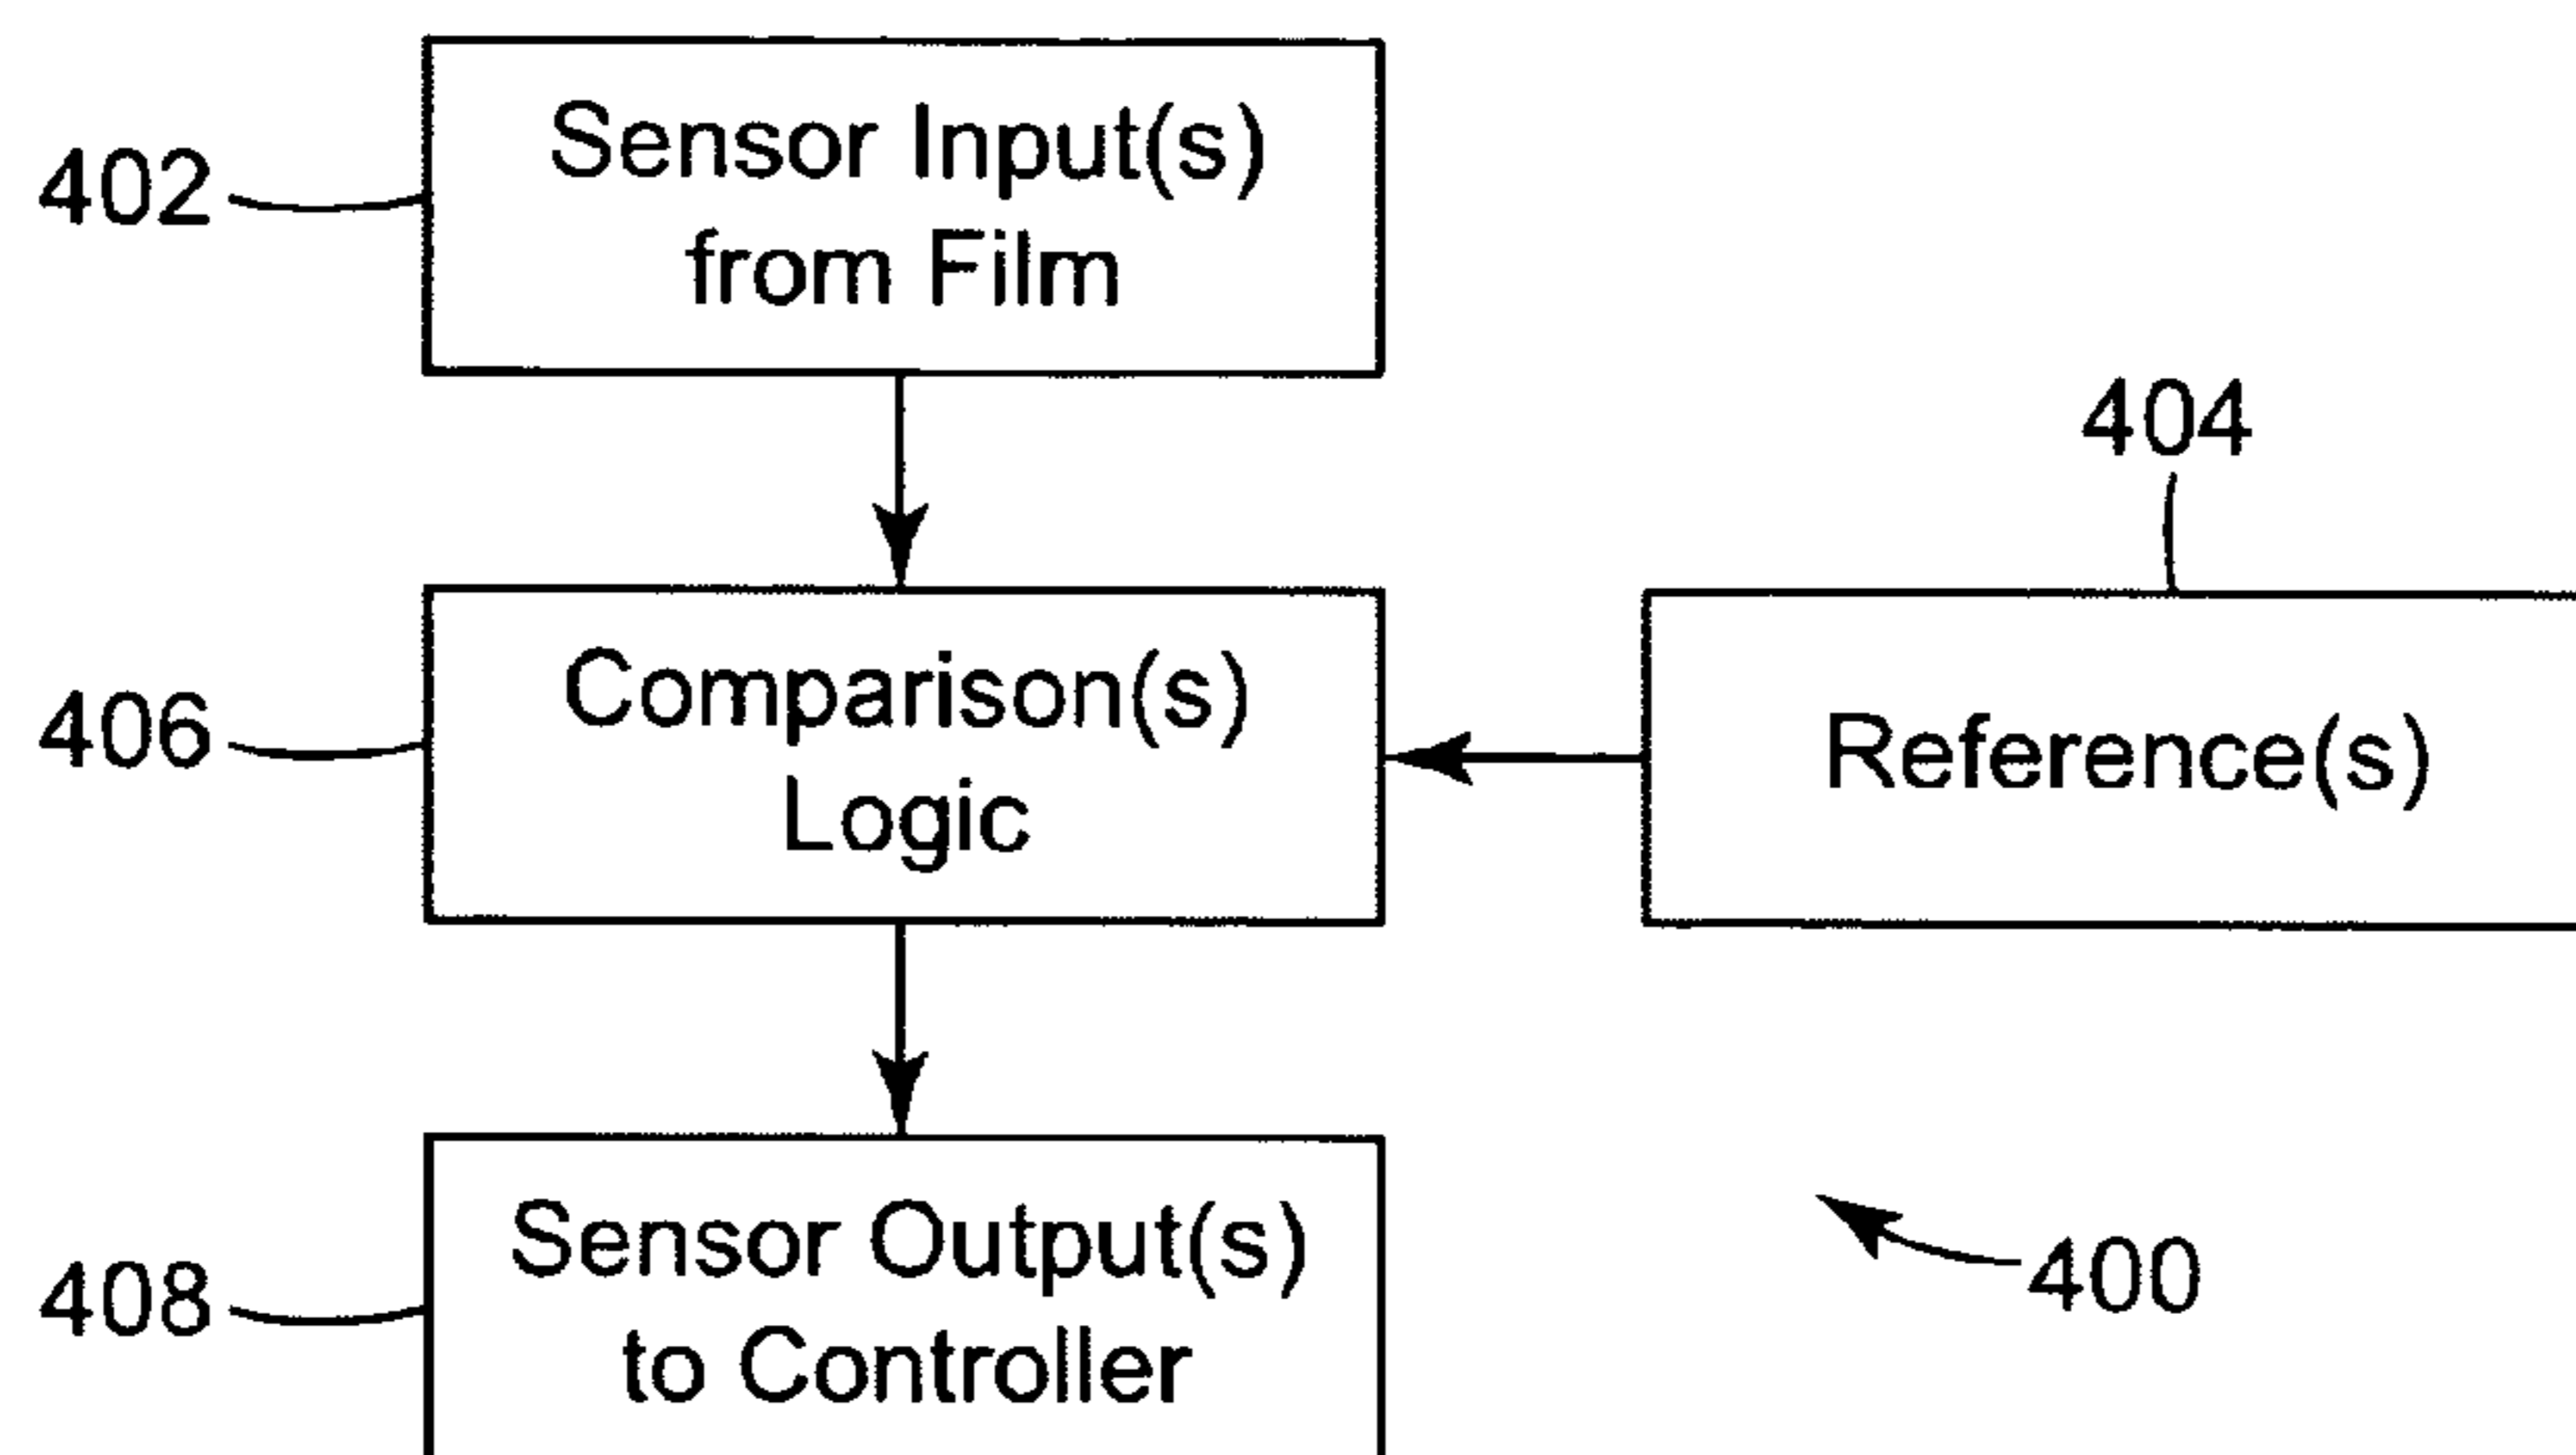 402
Sensor Input(s)
from Film
404
406
Comparison(s)
Logic
Reference(s)
408
Sensor Output(s)
to Controller
400